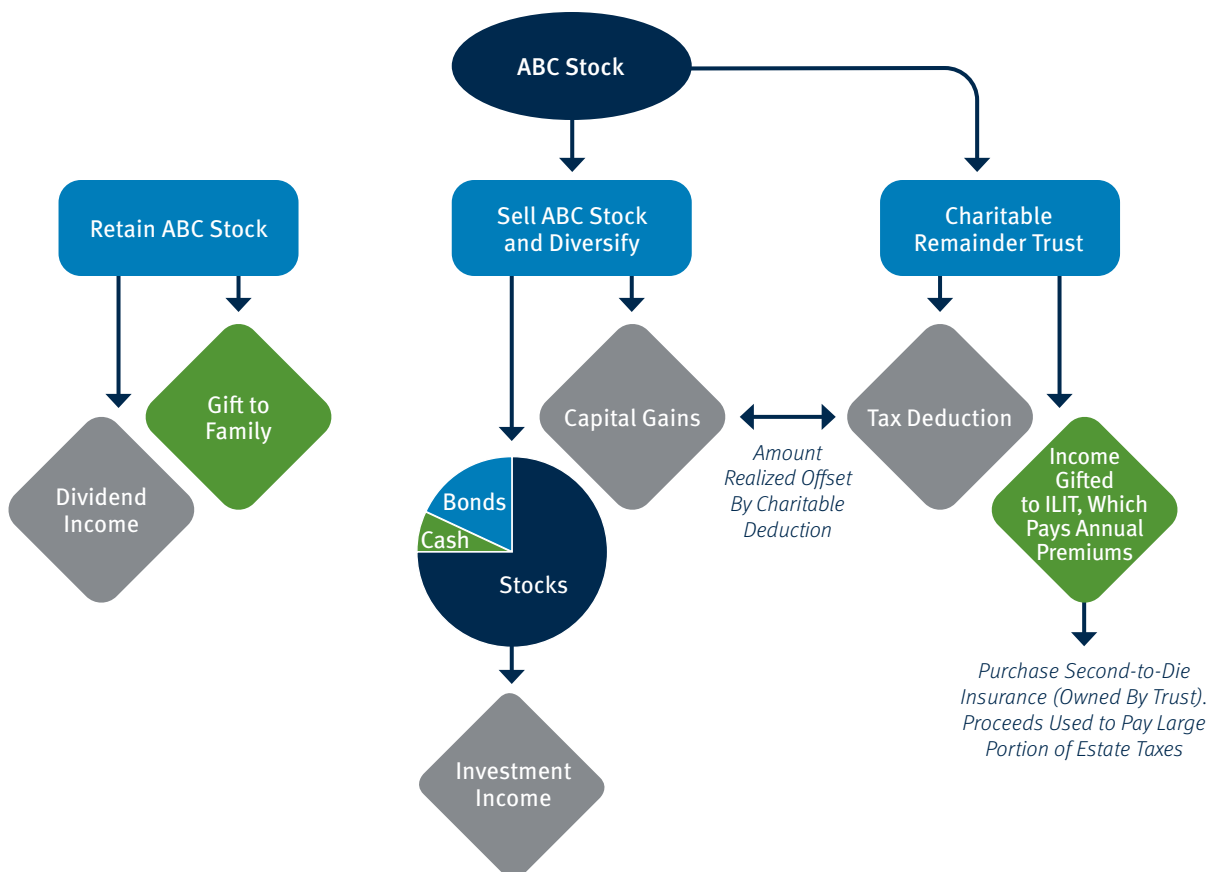 ABC Stock
Retain ABC Stock
Sell ABC Stock
and Diversify
Charitable
Remainder Trust
Gift to
Family
Dividend
Income
Capital Gains
Amount
Realized Offset
By Charitable
Deduction
Tax Deduction
Income
Gifted
to ILIT, Which
Pays Annual
Premiums
Bonds
Cash
Stocks
Investment
Income
Purchase Second-to-Die
Insurance (Owned By Trust).
Proceeds Used to Pay Large
Portion of Estate Taxes